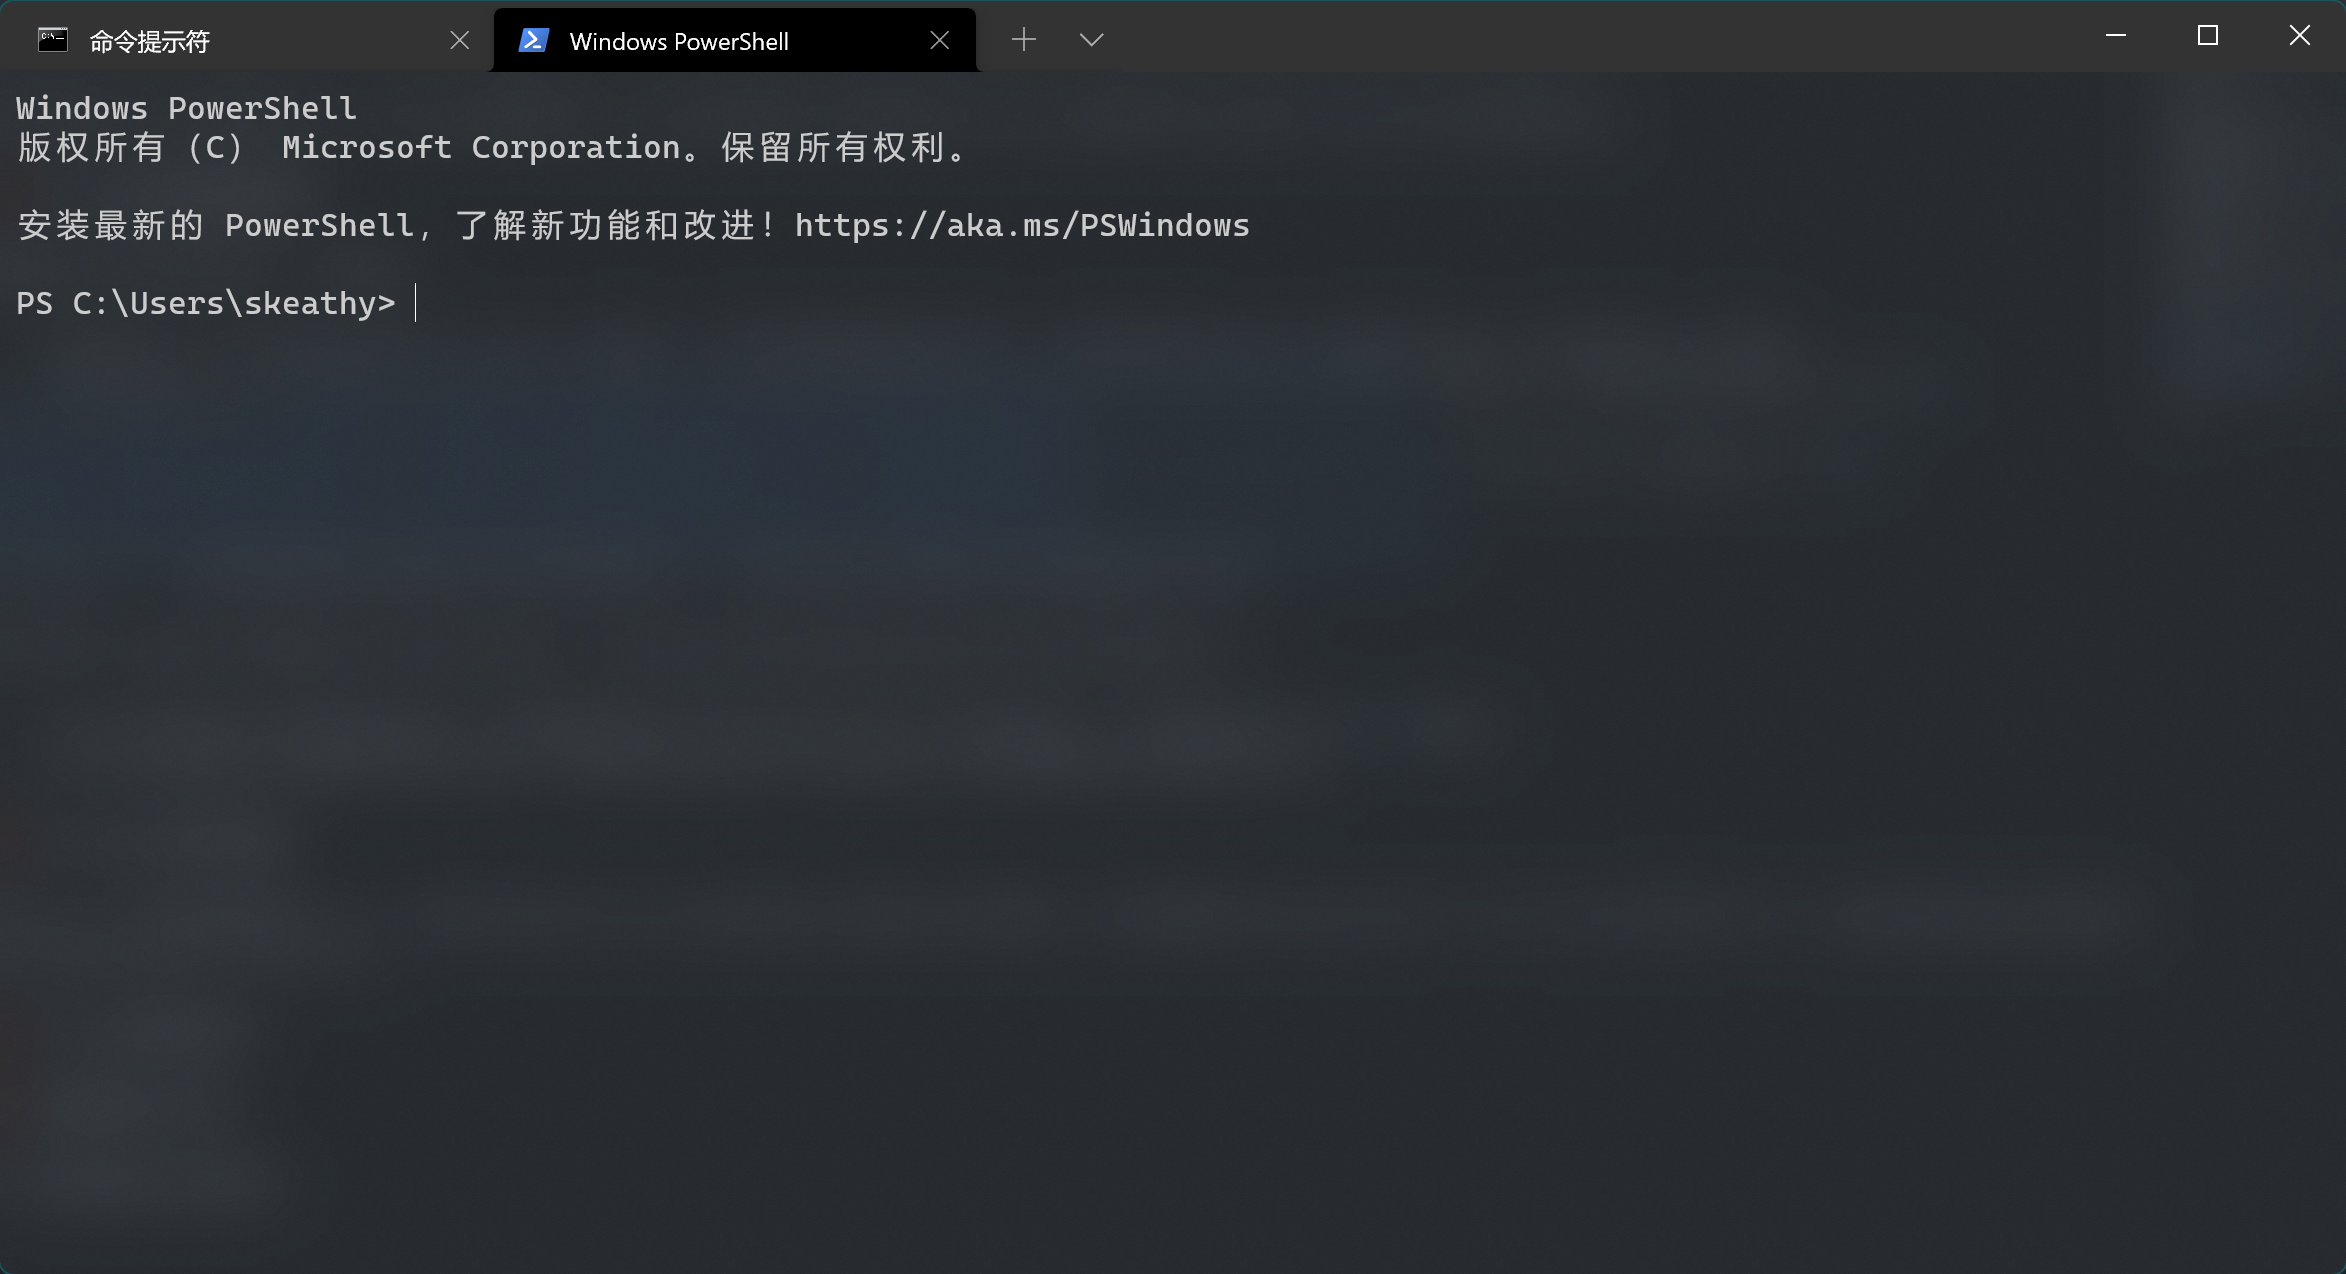 命令提示符
Windows PowerShell
Windows PowerShell
版权所有（C） Microsoft Corporation。保留所有权利。
安装最新的 PowerShell，了解新功能和改进！https://aka.ms/PSWindows
PS C:\Users\skeathy>